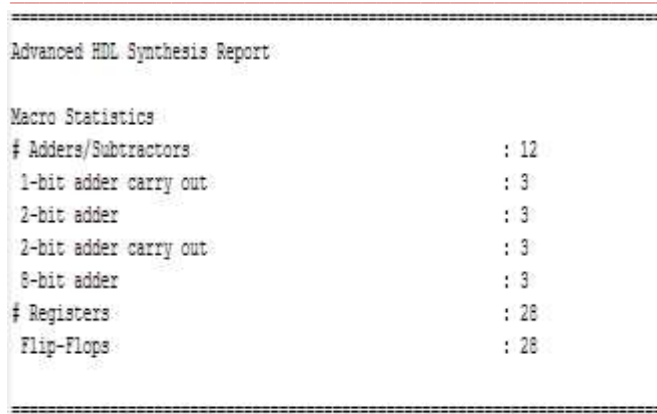 Advanced HDL Synthesis Report
Macro Statistics
# Adders/Subtractors : 12
1-bit adder carry out : 3
2-bit adder : 3
2-bit adder carry out : 3
8-bit adder : 3
# Registers : 28
Flip-Flops : 28